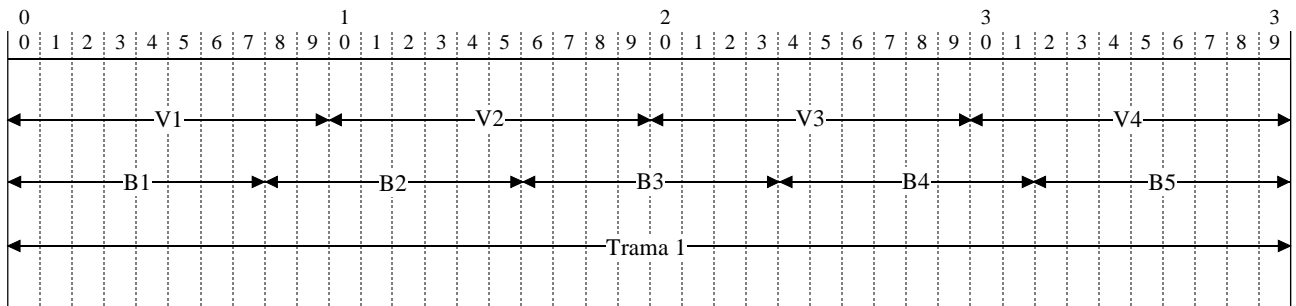 0 1 2 3 3
0 1 2 3 4 5 6 7 8 9 0 1 2 3 4 5 6 7 8 9 0 1 2 3 4 5 6 7 8 9 0 1 2 3 4 5 6 7 8 9
V1 V2 V3 V4
B1 B2 B3 B4 B5
Trama 1